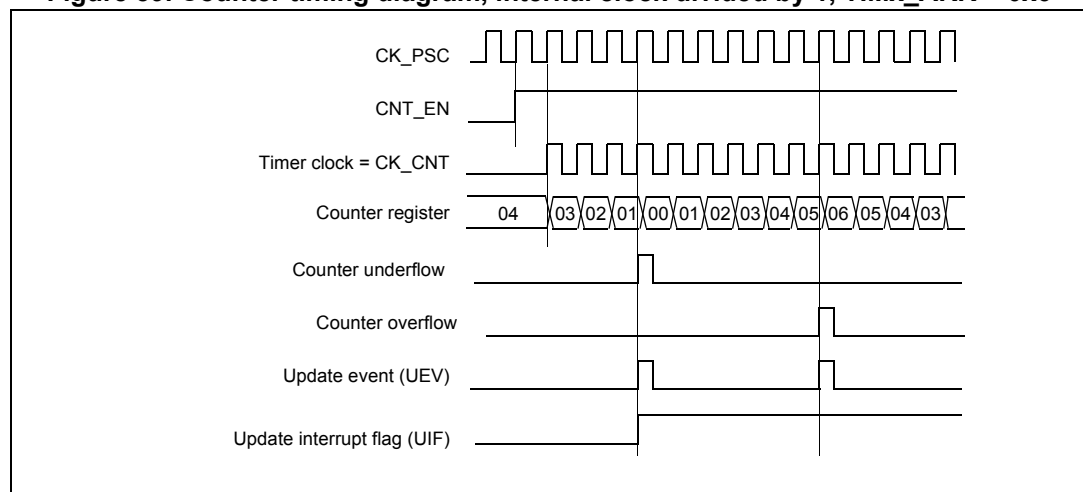 CK_PSC
CNT_EN
Timer clock = CK_CNT
Counter register 04 03 02 01 00 01 02 03 04 05 06 05 04 03
Counter underflow
Counter overflow
Update event (UEV)
Update interrupt flag (UIF)